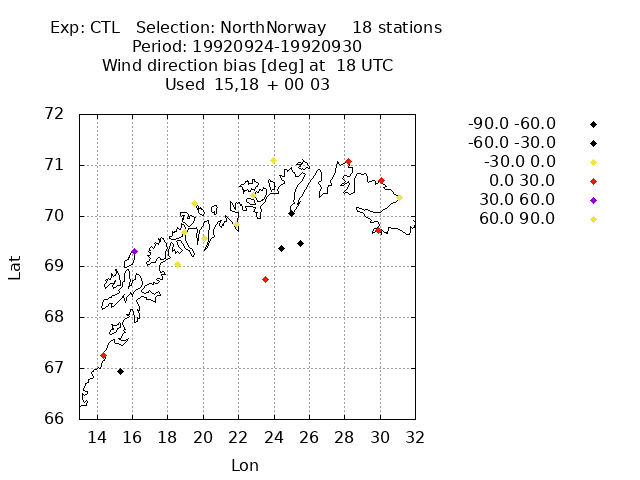 Exp: CTL   Selection: NorthNorway     18 stations
Period: 19920924-19920930
Wind direction bias [deg] at  18 UTC
Used  15,18 + 00 03
72
71
70
69
68
67
66
Lat
14 16 18 20 22 24 26 28 30 32
Lon
-90.0 -60.0
-60.0 -30.0
-30.0 0.0
0.0 30.0
30.0 60.0
60.0 90.0